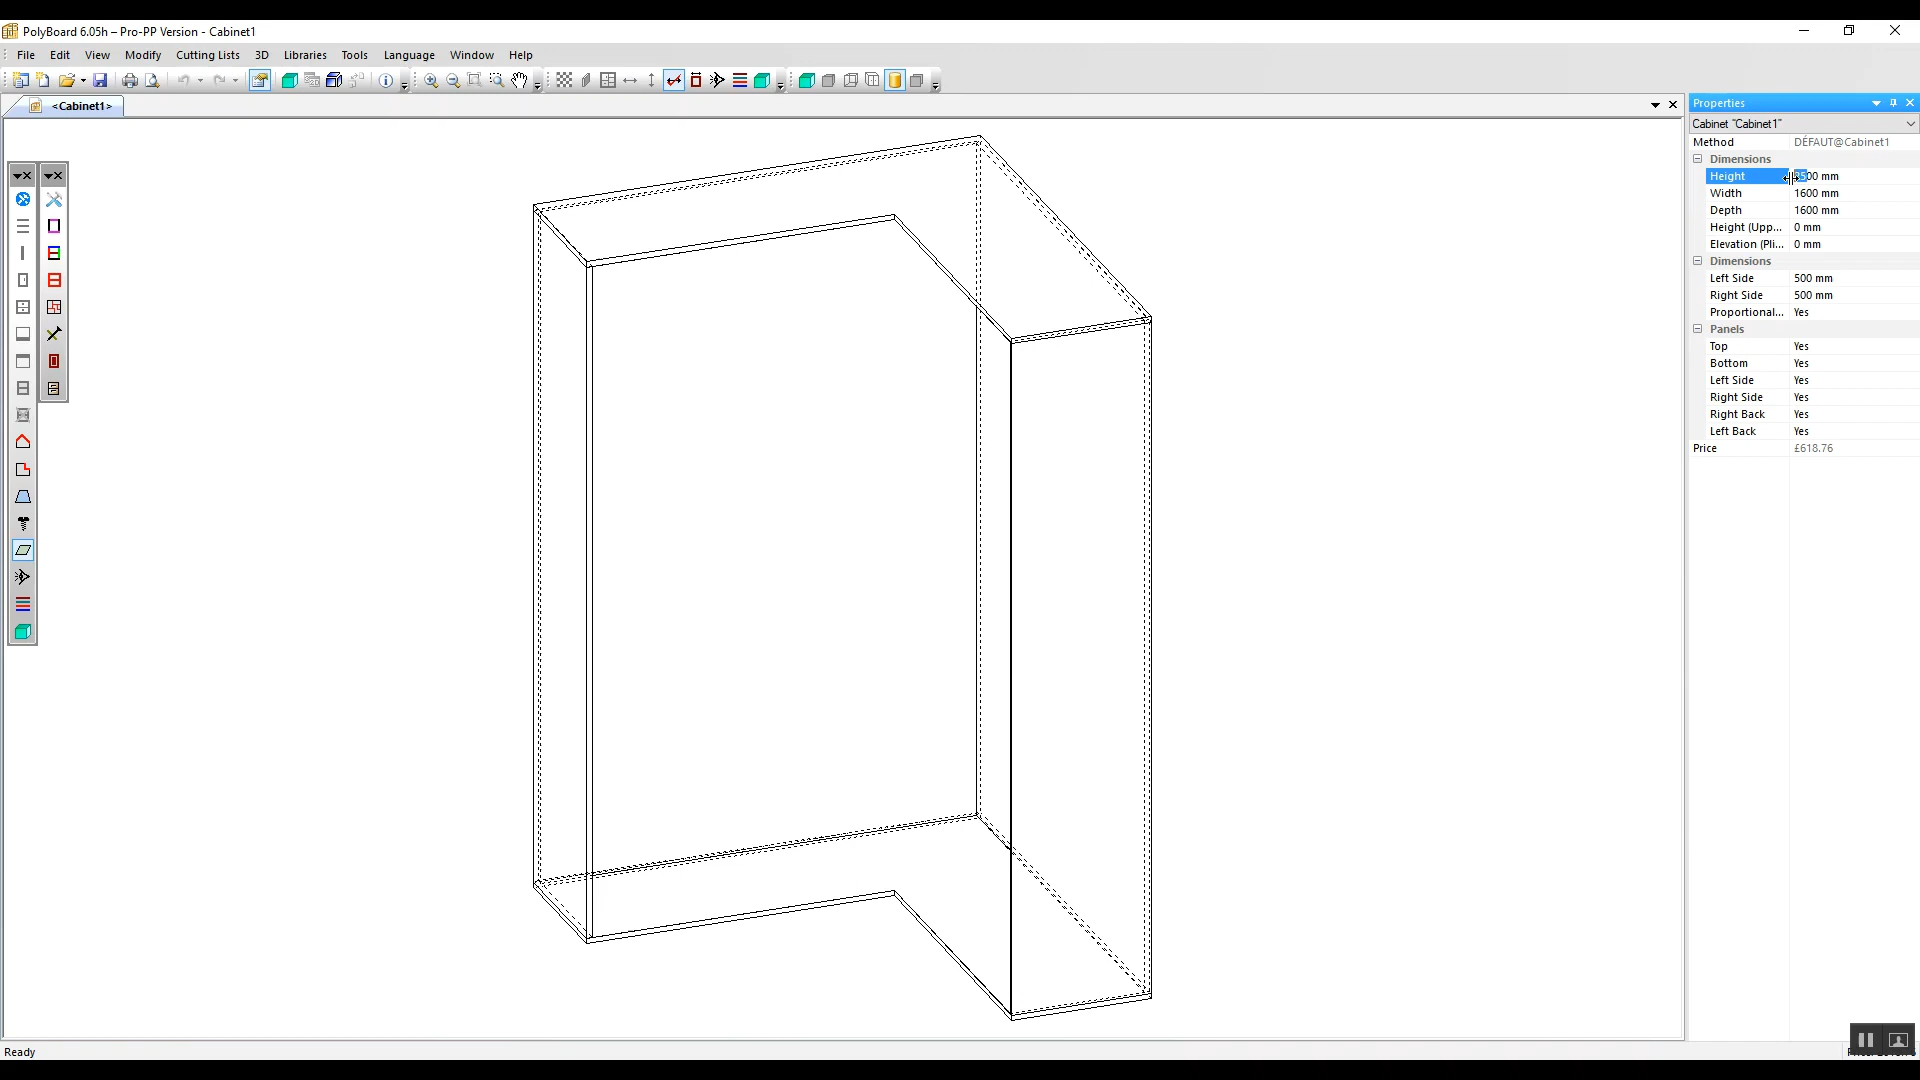 PolyBoard 6.05h – Pro-PP Version - Cabinet1
File Edit View Modify Cutting Lists 3D Libraries Tools Language Window Help
<Cabinet1>
Properties
Cabinet "Cabinet1"
Method DÉFAUT@Cabinet1
Dimensions
Height 2500 mm
Width 1600 mm
Depth 1600 mm
Height (Upp... 0 mm
Elevation (Pli... 0 mm
Dimensions
Left Side 500 mm
Right Side 500 mm
Proportional... Yes
Panels
Top Yes
Bottom Yes
Left Side Yes
Right Side Yes
Right Back Yes
Left Back Yes
Price £618.76
Ready